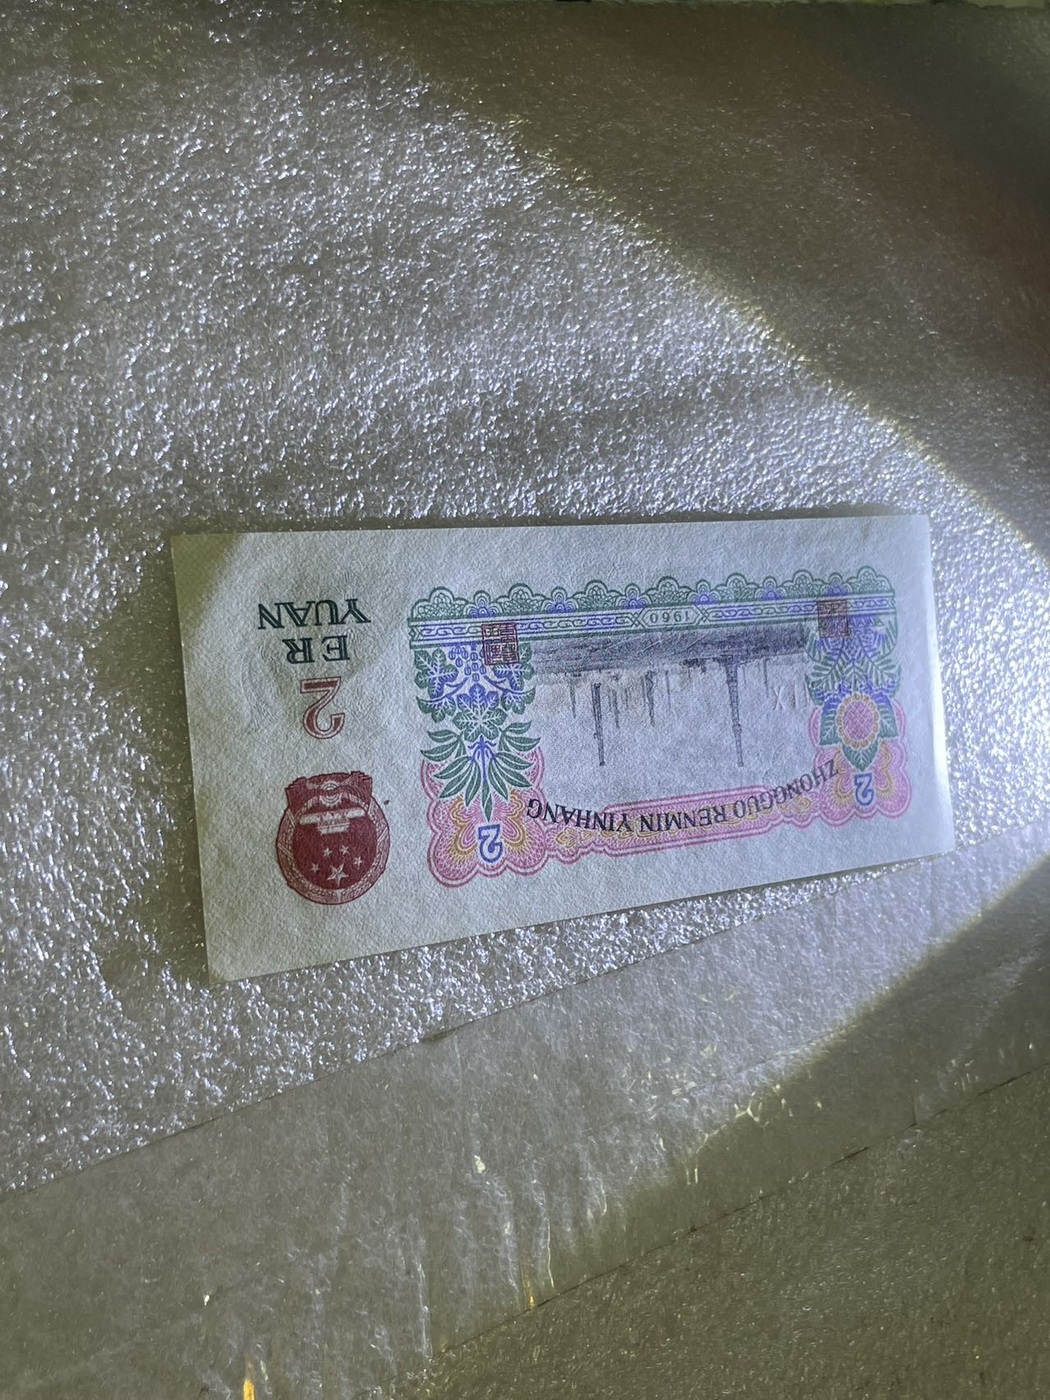 ZHONGGUO RENMIN YINHANG
2
2
2
ER
YUAN
1960